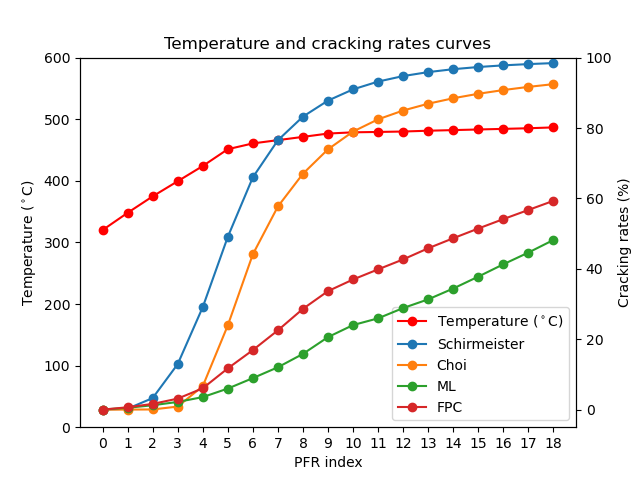 Temperature and cracking rates curves
600
500
400
300
200
100
0
Temperature (°C)
100
80
60
40
20
0
Cracking rates (%)
Temperature (°C)
Schirmeister
Choi
ML
FPC
0 1 2 3 4 5 6 7 8 9 10 11 12 13 14 15 16 17 18
PFR index